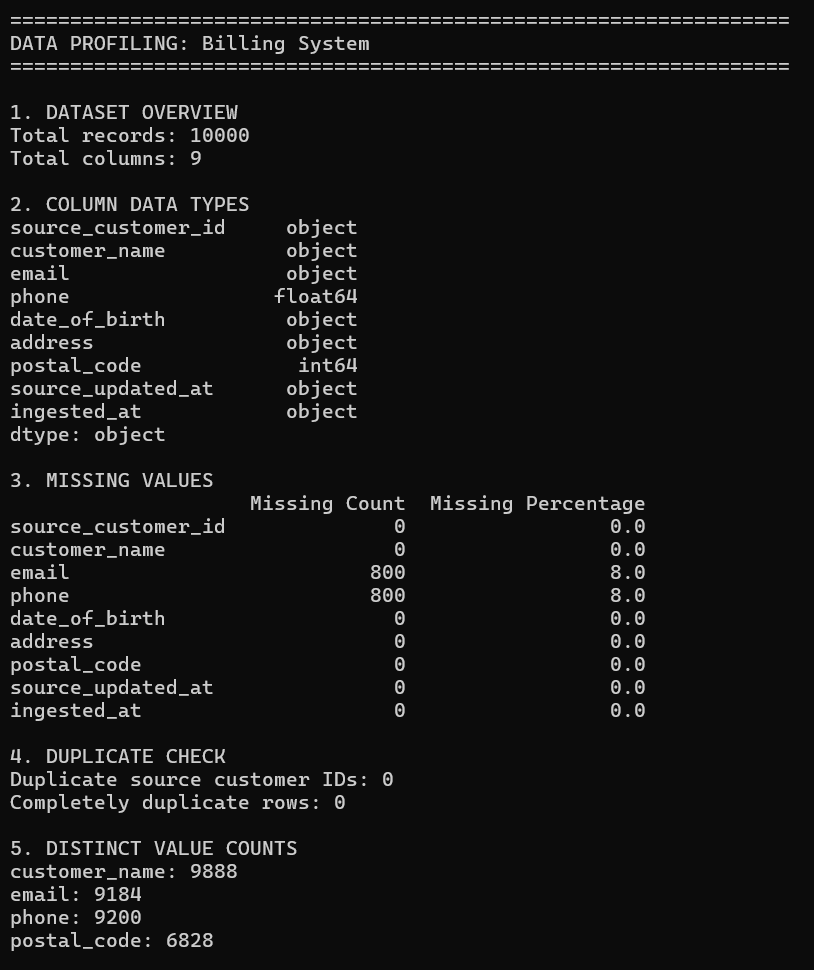 =================================================================
DATA PROFILING: Billing System
=================================================================
1. DATASET OVERVIEW
Total records: 10000
Total columns: 9
2. COLUMN DATA TYPES
source_customer_id     object
customer_name          object
email                  object
phone                 float64
date_of_birth          object
address                object
postal_code             int64
source_updated_at      object
ingested_at            object
dtype: object
3. MISSING VALUES
                    Missing Count  Missing Percentage
source_customer_id              0                 0.0
customer_name                   0                 0.0
email                         800                 8.0
phone                         800                 8.0
date_of_birth                   0                 0.0
address                         0                 0.0
postal_code                     0                 0.0
source_updated_at               0                 0.0
ingested_at                     0                 0.0
4. DUPLICATE CHECK
Duplicate source customer IDs: 0
Completely duplicate rows: 0
5. DISTINCT VALUE COUNTS
customer_name: 9888
email: 9184
phone: 9200
postal_code: 6828